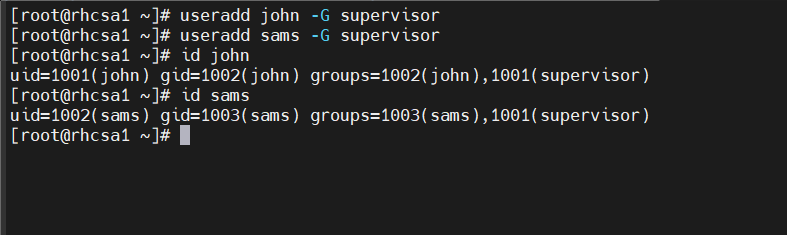 [root@rhcsa1 ~]# useradd john -G supervisor
[root@rhcsa1 ~]# useradd sams -G supervisor
[root@rhcsa1 ~]# id john
uid=1001(john) gid=1002(john) groups=1002(john),1001(supervisor)
[root@rhcsa1 ~]# id sams
uid=1002(sams) gid=1003(sams) groups=1003(sams),1001(supervisor)
[root@rhcsa1 ~]#